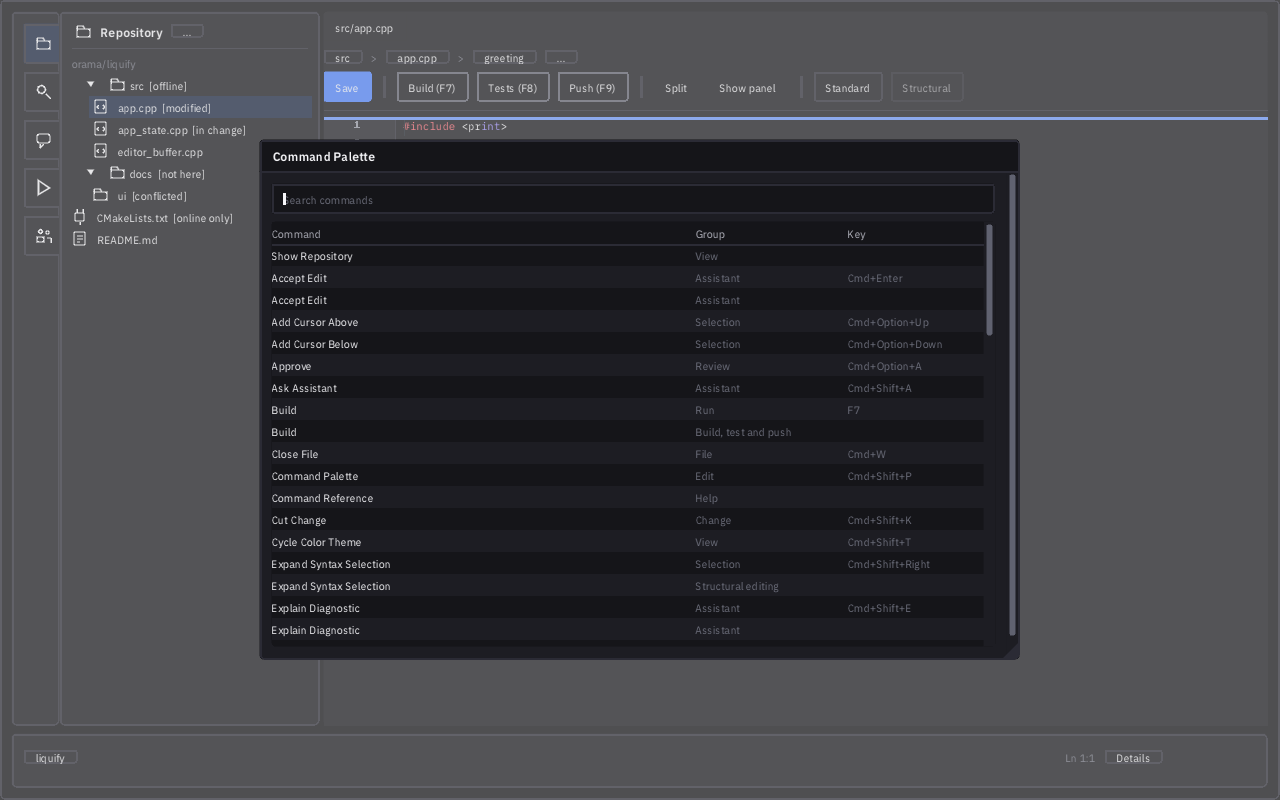 Repository ...
orama/liquify
src [offline]
app.cpp [modified]
app_state.cpp [in change]
editor_buffer.cpp
docs [not here]
ui [conflicted]
CMakeLists.txt [online only]
README.md
src/app.cpp
src > app.cpp > greeting ...
Save Build (F7) Tests (F8) Push (F9) Split Show panel Standard Structural
1 #include <print>
Command Palette
Search commands
Command Group Key
Show Repository View
Accept Edit Assistant Cmd+Enter
Accept Edit Assistant
Add Cursor Above Selection Cmd+Option+Up
Add Cursor Below Selection Cmd+Option+Down
Approve Review Cmd+Option+A
Ask Assistant Assistant Cmd+Shift+A
Build Run F7
Build Build, test and push
Close File File Cmd+W
Command Palette Edit Cmd+Shift+P
Command Reference Help
Cut Change Change Cmd+Shift+K
Cycle Color Theme View Cmd+Shift+T
Expand Syntax Selection Selection Cmd+Shift+Right
Expand Syntax Selection Structural editing
Explain Diagnostic Assistant Cmd+Shift+E
Explain Diagnostic Assistant
liquify Ln 1:1 Details